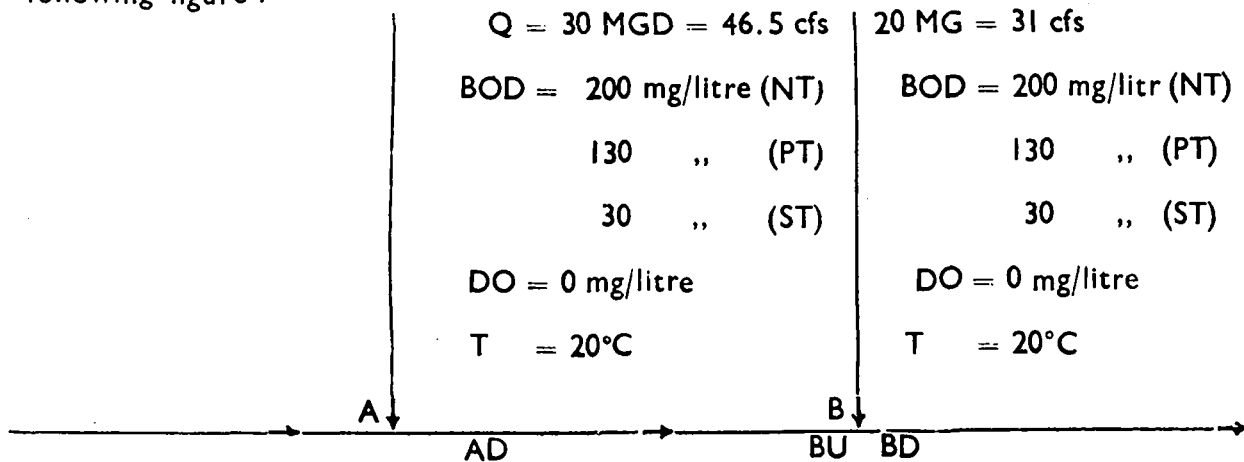 following figure :
Q = 30 MGD = 46.5 cfs 20 MG = 31 cfs
BOD = 200 mg/litre (NT) BOD = 200 mg/litr (NT)
130 ,, (PT) 130 ,, (PT)
30 ,, (ST) 30 ,, (ST)
DO = 0 mg/litre DO = 0 mg/litre
T = 20°C T = 20°C
A B
AD BU BD